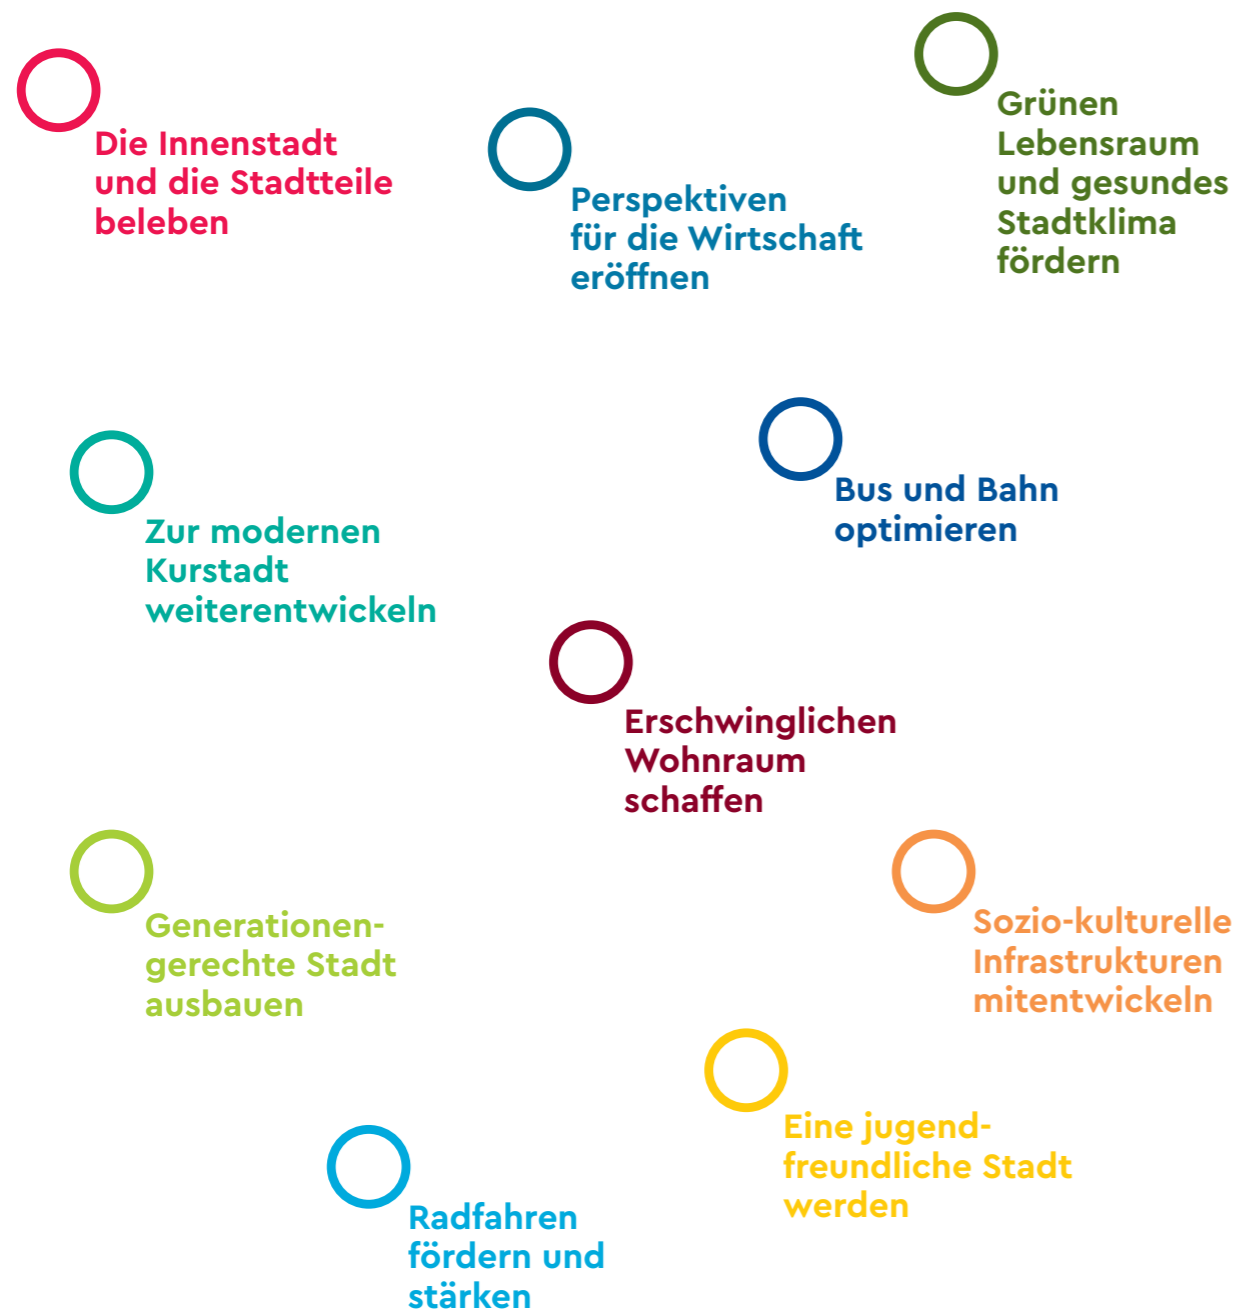 Die Innenstadt
und die Stadtteile
beleben
Perspektiven
für die Wirtschaft
eröffnen
Grünen
Lebensraum
und gesundes
Stadtklima
fördern
Zur modernen
Kurstadt
weiterentwickeln
Bus und Bahn
optimieren
Erschwinglichen
Wohnraum
schaffen
Generationen-
gerechte Stadt
ausbauen
Sozio-kulturelle
Infrastrukturen
mitentwickeln
Eine jugend-
freundliche Stadt
werden
Radfahren
fördern und
stärken